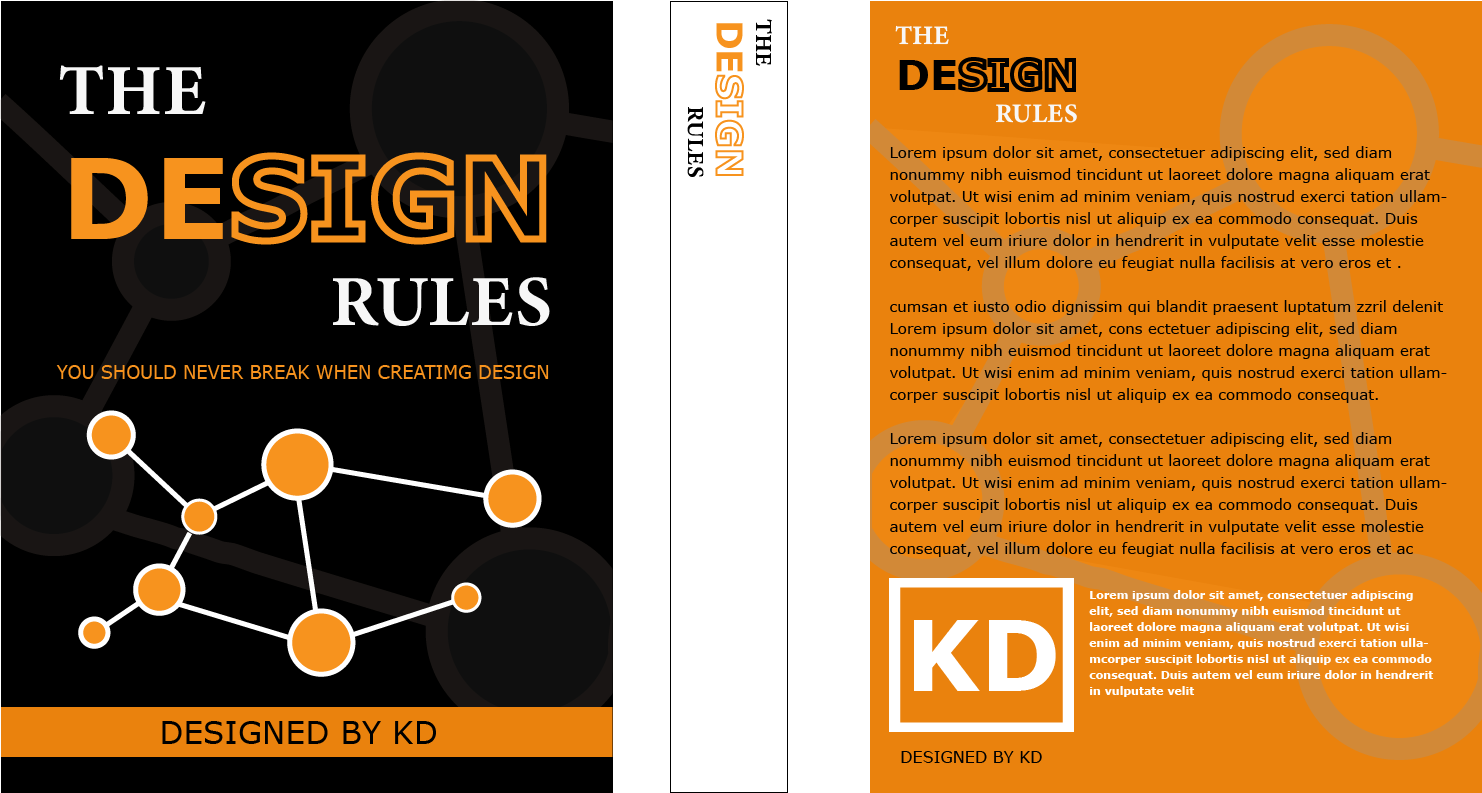 THE
DESIGN
RULES
YOU SHOULD NEVER BREAK WHEN CREATIMG DESIGN
DESIGNED BY KD
THE
DESIGN
RULES
THE
DESIGN
RULES
Lorem ipsum dolor sit amet, consectetuer adipiscing elit, sed diam
nonummy nibh euismod tincidunt ut laoreet dolore magna aliquam erat
volutpat. Ut wisi enim ad minim veniam, quis nostrud exerci tation ullam-
corper suscipit lobortis nisl ut aliquip ex ea commodo consequat. Duis
autem vel eum iriure dolor in hendrerit in vulputate velit esse molestie
consequat, vel illum dolore eu feugiat nulla facilisis at vero eros et .
cumsan et iusto odio dignissim qui blandit praesent luptatum zzril delenit
Lorem ipsum dolor sit amet, cons ectetuer adipiscing elit, sed diam
nonummy nibh euismod tincidunt ut laoreet dolore magna aliquam erat
volutpat. Ut wisi enim ad minim veniam, quis nostrud exerci tation ullam-
corper suscipit lobortis nisl ut aliquip ex ea commodo consequat.
Lorem ipsum dolor sit amet, consectetuer adipiscing elit, sed diam
nonummy nibh euismod tincidunt ut laoreet dolore magna aliquam erat
volutpat. Ut wisi enim ad minim veniam, quis nostrud exerci tation ullam-
corper suscipit lobortis nisl ut aliquip ex ea commodo consequat. Duis
autem vel eum iriure dolor in hendrerit in vulputate velit esse molestie
consequat, vel illum dolore eu feugiat nulla facilisis at vero eros et ac
KD
Lorem ipsum dolor sit amet, consectetuer adipiscing
elit, sed diam nonummy nibh euismod tincidunt ut
laoreet dolore magna aliquam erat volutpat. Ut wisi
enim ad minim veniam, quis nostrud exerci tation ulla-
mcorper suscipit lobortis nisl ut aliquip ex ea commodo
consequat. Duis autem vel eum iriure dolor in hendrerit
in vulputate velit
DESIGNED BY KD